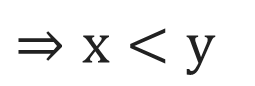 ⇒ x < y